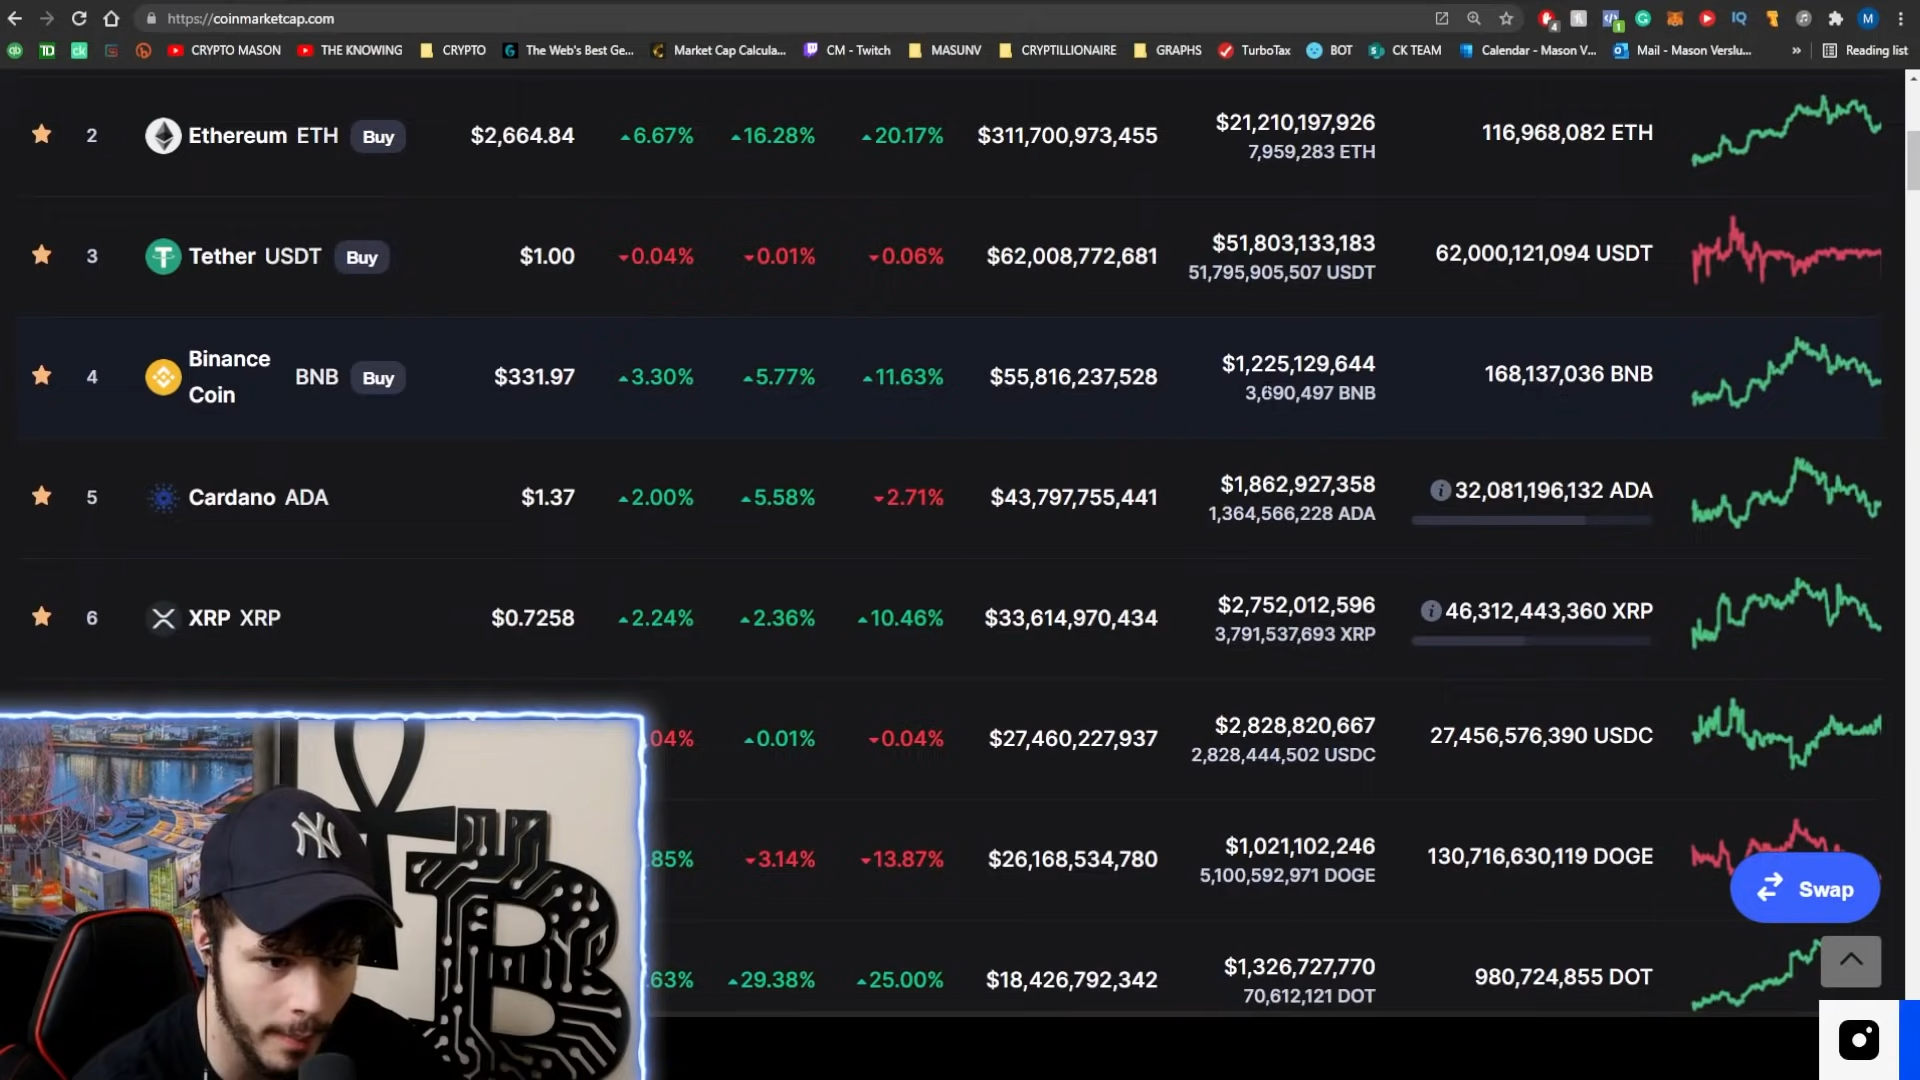 https://coinmarketcap.com
CRYPTO MASON THE KNOWING CRYPTO The Web's Best Ge... Market Cap Calcula... CM - Twitch MASUNV CRYPTILLIONAIRE GRAPHS TurboTax BOT CK TEAM Calendar - Mason V... Mail - Mason Verslu... » Reading list
2 Ethereum ETH Buy $2,664.84 6.67% 16.28% 20.17% $311,700,973,455 $21,210,197,926 116,968,082 ETH
7,959,283 ETH
3 Tether USDT Buy $1.00 0.04% 0.01% 0.06% $62,008,772,681 $51,803,133,183 62,000,121,094 USDT
51,795,905,507 USDT
4 Binance Coin BNB Buy $331.97 3.30% 5.77% 11.63% $55,816,237,528 $1,225,129,644 168,137,036 BNB
3,690,497 BNB
5 Cardano ADA $1.37 2.00% 5.58% 2.71% $43,797,755,441 $1,862,927,358 32,081,196,132 ADA
1,364,566,228 ADA
6 XRP XRP $0.7258 2.24% 2.36% 10.46% $33,614,970,434 $2,752,012,596 46,312,443,360 XRP
3,791,537,693 XRP
04% 0.01% 0.04% $27,460,227,937 $2,828,820,667 27,456,576,390 USDC
2,828,444,502 USDC
.85% 3.14% 13.87% $26,168,534,780 $1,021,102,246 130,716,630,119 DOGE
5,100,592,971 DOGE
Swap
.63% 29.38% 25.00% $18,426,792,342 $1,326,727,770 980,724,855 DOT
70,612,121 DOT
NY